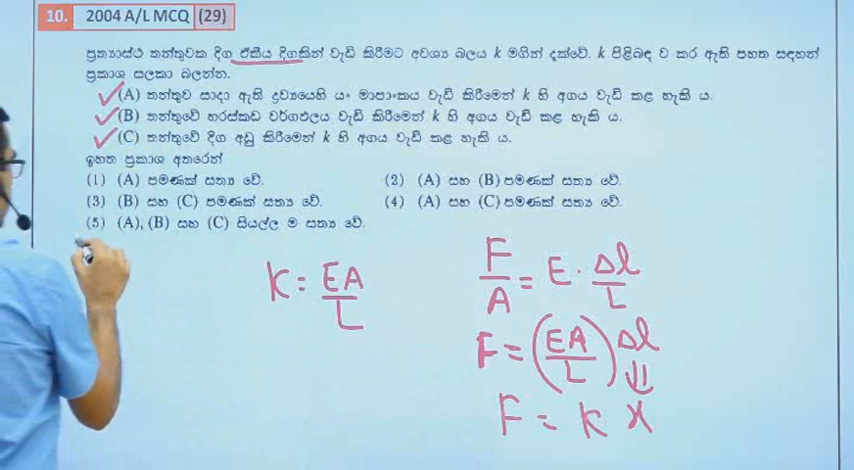 10. 2004 A/L MCQ (29)
ප්‍රත්‍යාස්ථ තන්තුවක දිග ඒකීය දිගකින් වැඩි කිරීමට අවශ්‍ය බලය k මගින් දැක්වේ. k පිළිබඳ ව කර ඇති පහත සඳහන්
ප්‍රකාශ සලකා බලන්න.
(A) තන්තුව සාදා ඇති ද්‍රව්‍යයෙහි යං මාපාංකය වැඩි කිරීමෙන් k හි අගය වැඩි කළ හැකි ය.
(B) තන්තුවේ හරස්කඩ වර්ගඵලය වැඩි කිරීමෙන් k හි අගය වැඩි කළ හැකි ය.
(C) තන්තුවේ දිග අඩු කිරීමෙන් k හි අගය වැඩි කළ හැකි ය.
ඉහත ප්‍රකාශ අතරෙන්
(1) (A) පමණක් සත්‍ය වේ. (2) (A) සහ (B) පමණක් සත්‍ය වේ.
(3) (B) සහ (C) පමණක් සත්‍ය වේ. (4) (A) සහ (C) පමණක් සත්‍ය වේ.
(5) (A), (B) සහ (C) සියල්ල ම සත්‍ය වේ.
K = EA/L
F/A = E · Δl/L
F = (EA/L) Δl
F = K x